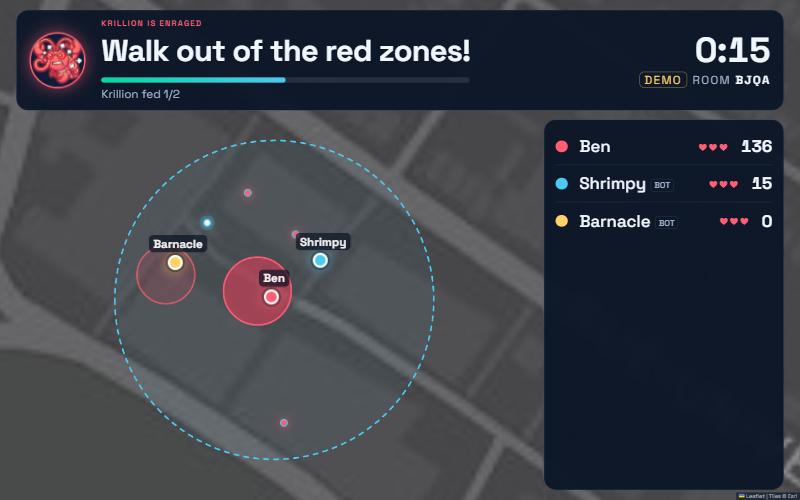 KRILLION IS ENRAGED
Walk out of the red zones!
Krillion fed 1/2
0:15
DEMO ROOM BJQA
Ben 136
Shrimpy BOT 15
Barnacle BOT 0
Barnacle
Shrimpy
Ben
Leaflet | Tiles © Esri